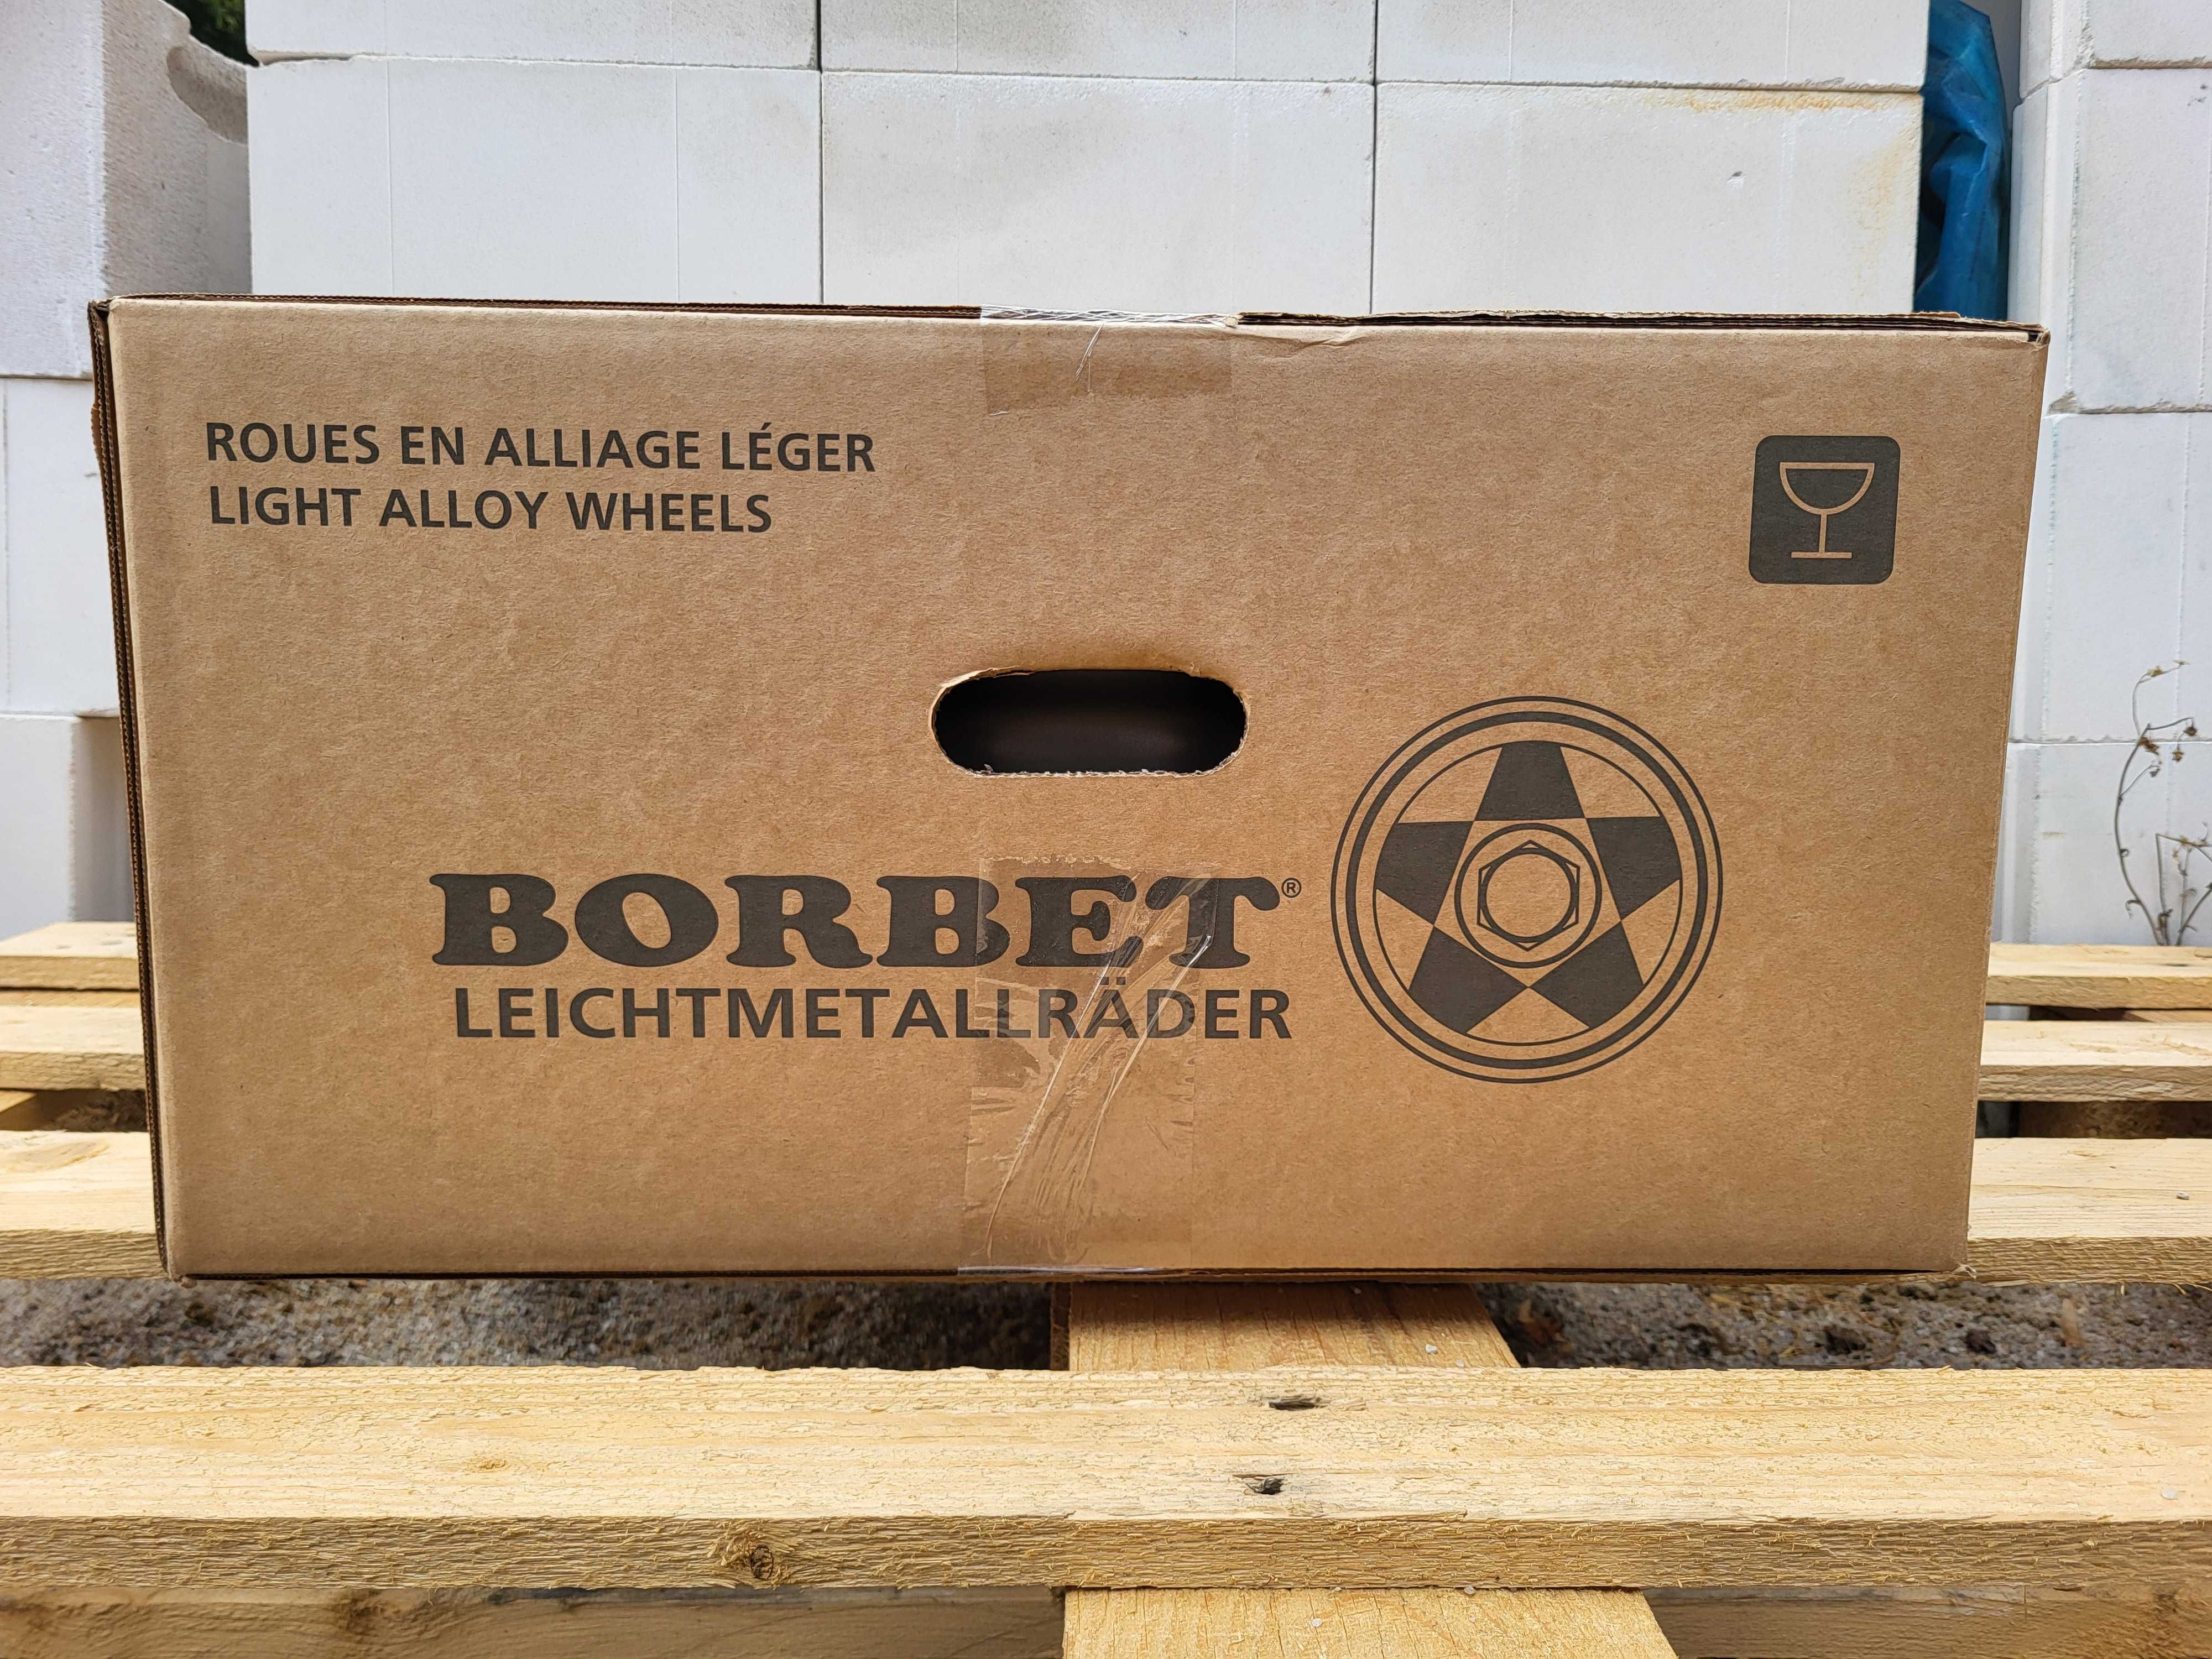 ROUES EN ALLIAGE LÉGER
LIGHT ALLOY WHEELS
BORBET®
LEICHTMETALLRÄDER